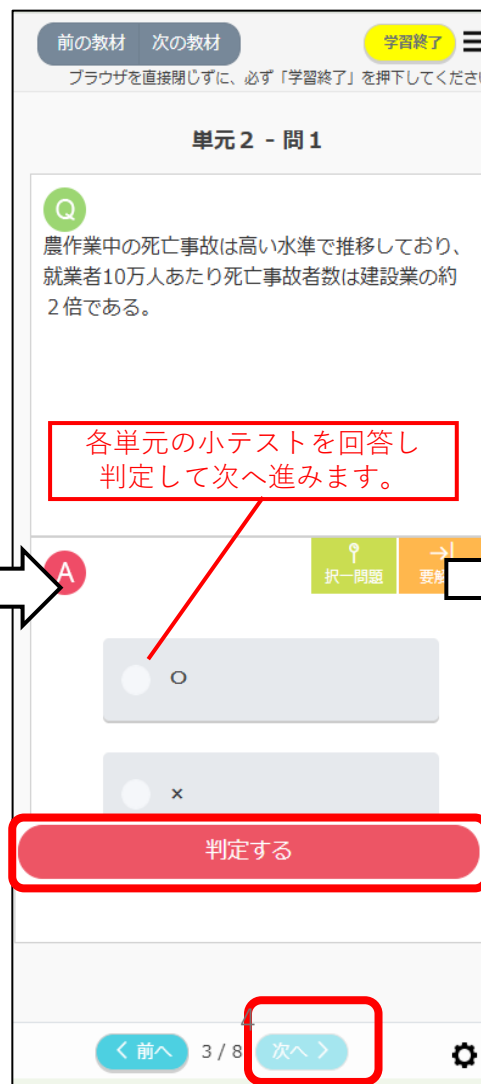 前の教材 次の教材
学習終了
ブラウザを直接閉じずに、必ず「学習終了」を押下してくださ
単元２ - 問１
Q
農作業中の死亡事故は高い水準で推移しており、
就業者10万人あたり死亡事故者数は建設業の約
２倍である。
各単元の小テストを回答し
判定して次へ進みます。
A
択一問題
要解
○
×
判定する
4
< 前へ 3 / 8 次へ >